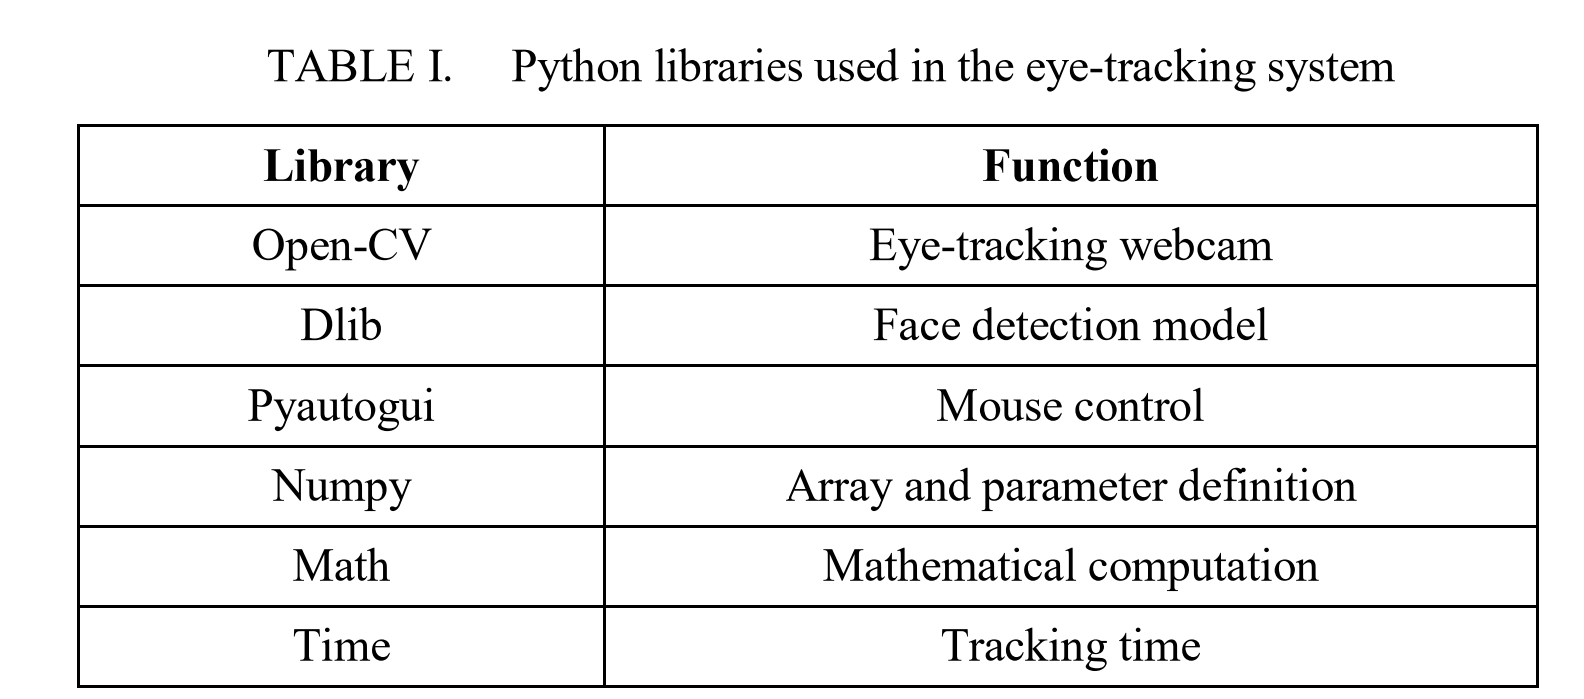 TABLE I. Python libraries used in the eye-tracking system
Library Function
Open-CV Eye-tracking webcam
Dlib Face detection model
Pyautogui Mouse control
Numpy Array and parameter definition
Math Mathematical computation
Time Tracking time